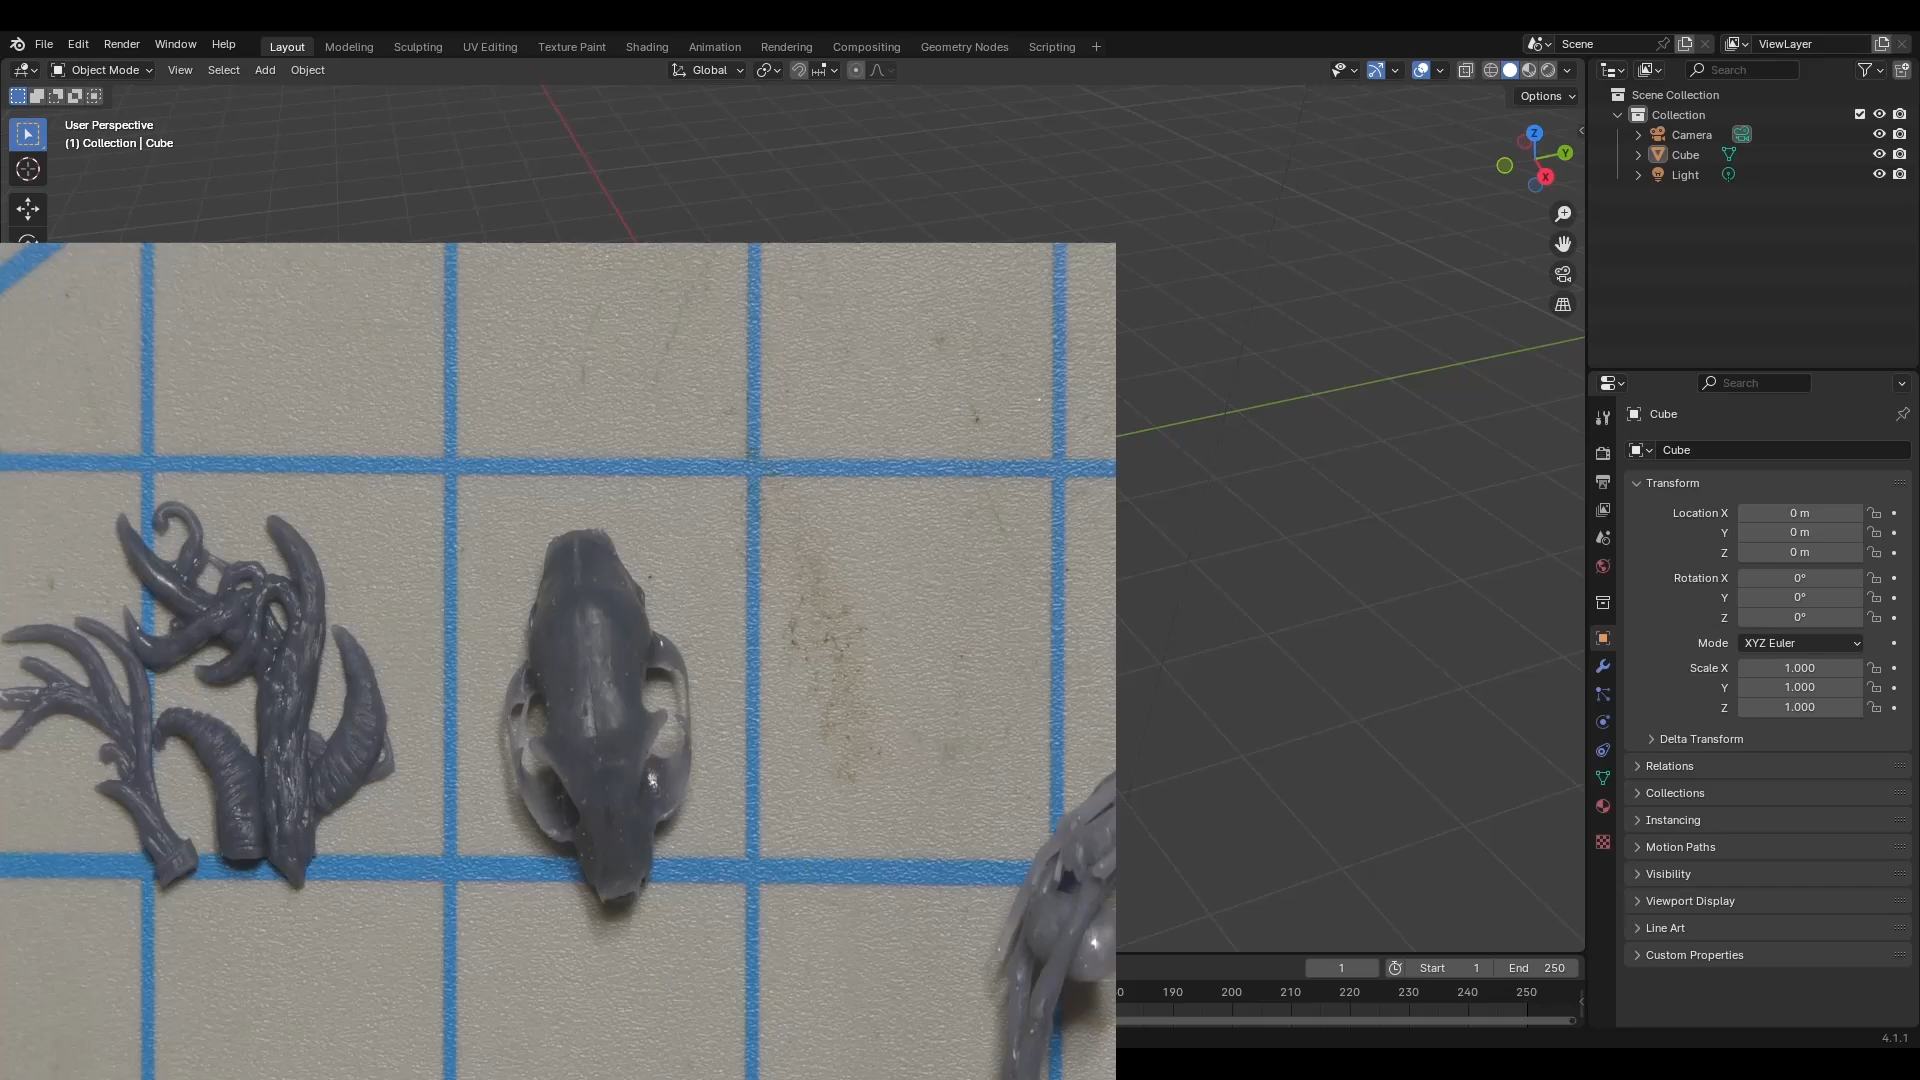 File Edit Render Window Help Layout Modeling Sculpting UV Editing Texture Paint Shading Animation Rendering Compositing Geometry Nodes Scripting + Scene ViewLayer
Object Mode View Select Add Object Global Search
Options
User Perspective
(1) Collection | Cube
Z
Y
X
Scene Collection
Collection
Camera
Cube
Light
Search
Cube
Cube
Transform
Location X 0 m
Y 0 m
Z 0 m
Rotation X 0°
Y 0°
Z 0°
Mode XYZ Euler
Scale X 1.000
Y 1.000
Z 1.000
Delta Transform
Relations
Collections
Instancing
Motion Paths
Visibility
Viewport Display
Line Art
Custom Properties
1 Start 1 End 250
190 200 210 220 230 240 250
4.1.1